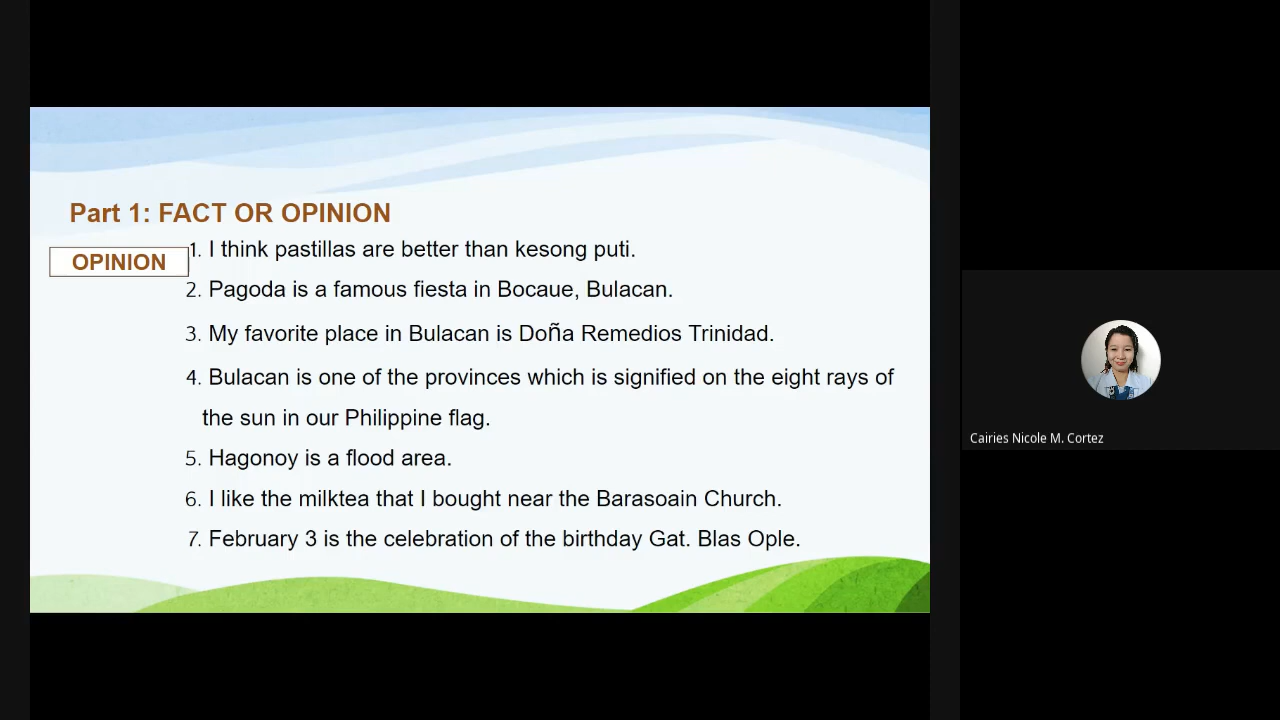 Part 1: FACT OR OPINION
OPINION
1. I think pastillas are better than kesong puti.
2. Pagoda is a famous fiesta in Bocaue, Bulacan.
3. My favorite place in Bulacan is Doña Remedios Trinidad.
4. Bulacan is one of the provinces which is signified on the eight rays of
the sun in our Philippine flag.
5. Hagonoy is a flood area.
6. I like the milktea that I bought near the Barasoain Church.
7. February 3 is the celebration of the birthday Gat. Blas Ople.
Cairies Nicole M. Cortez